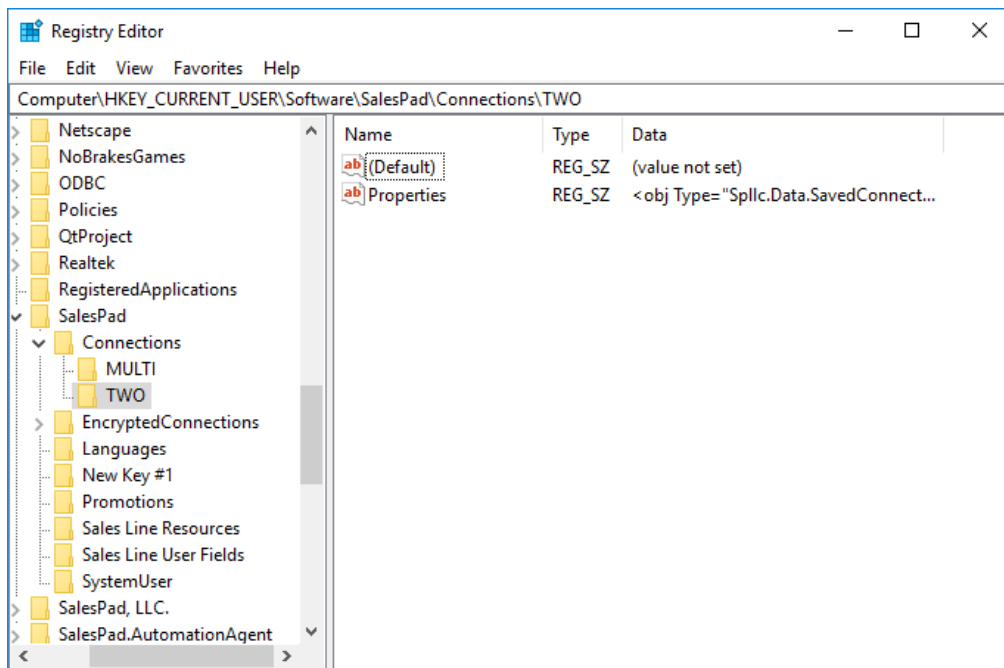 Registry Editor
File Edit View Favorites Help
Computer\HKEY_CURRENT_USER\Software\SalesPad\Connections\TWO
Netscape
NoBrakesGames
ODBC
Policies
QtProject
Realtek
RegisteredApplications
SalesPad
Connections
MULTI
TWO
EncryptedConnections
Languages
New Key #1
Promotions
Sales Line Resources
Sales Line User Fields
SystemUser
SalesPad, LLC.
SalesPad.AutomationAgent
Name Type Data
ab (Default) REG_SZ (value not set)
ab Properties REG_SZ <obj Type="Spllc.Data.SavedConnect...